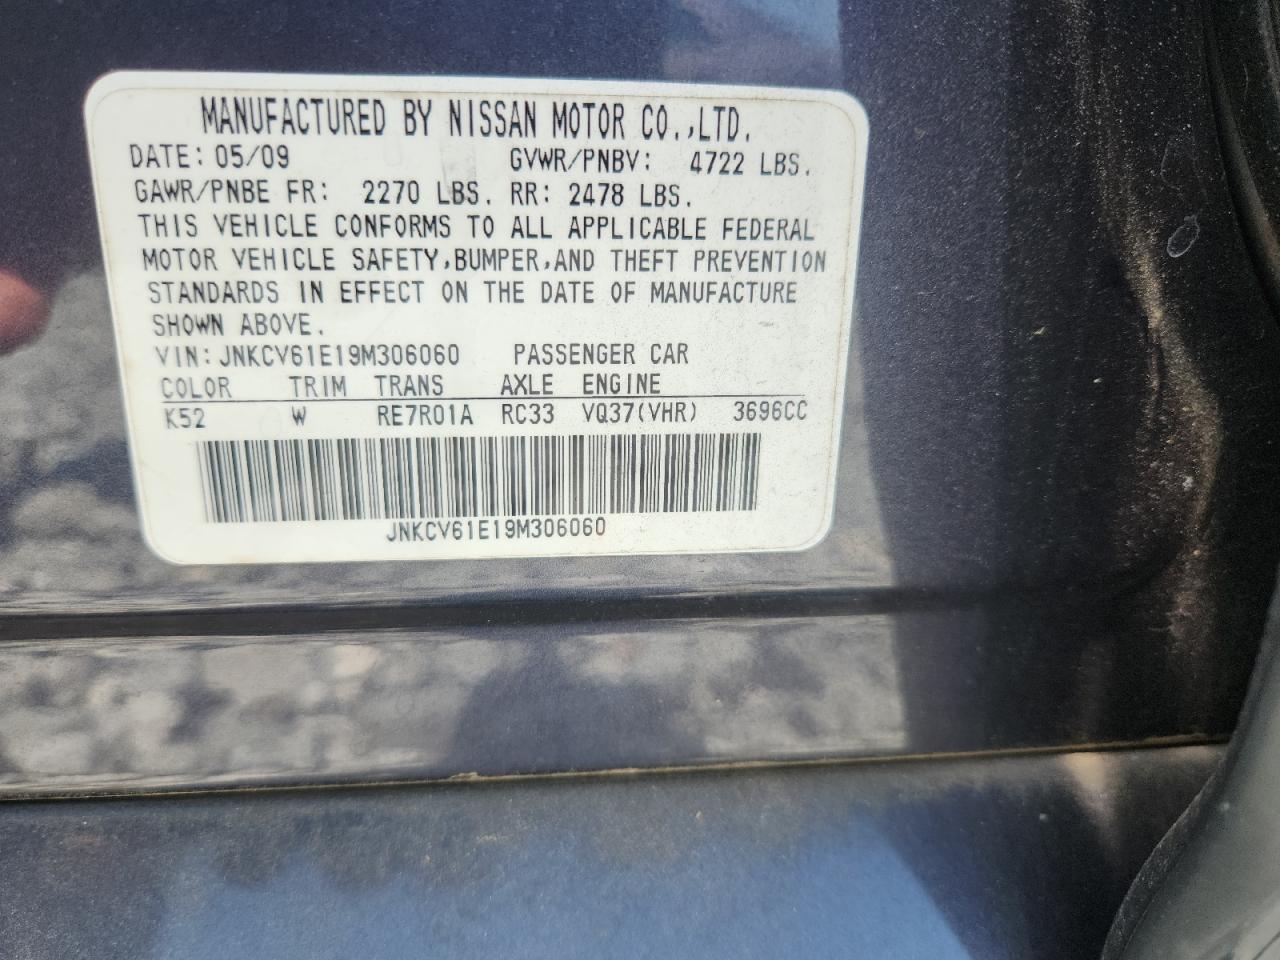 MANUFACTURED BY NISSAN MOTOR CO.,LTD.
DATE: 05/09 GVWR/PNBV: 4722 LBS.
GAWR/PNBE FR: 2270 LBS. RR: 2478 LBS.
THIS VEHICLE CONFORMS TO ALL APPLICABLE FEDERAL
MOTOR VEHICLE SAFETY,BUMPER,AND THEFT PREVENTION
STANDARDS IN EFFECT ON THE DATE OF MANUFACTURE
SHOWN ABOVE.
VIN: JNKCV61E19M306060 PASSENGER CAR
COLOR TRIM TRANS AXLE ENGINE
K52 W RE7R01A RC33 VQ37(VHR) 3696CC
JNKCV61E19M306060